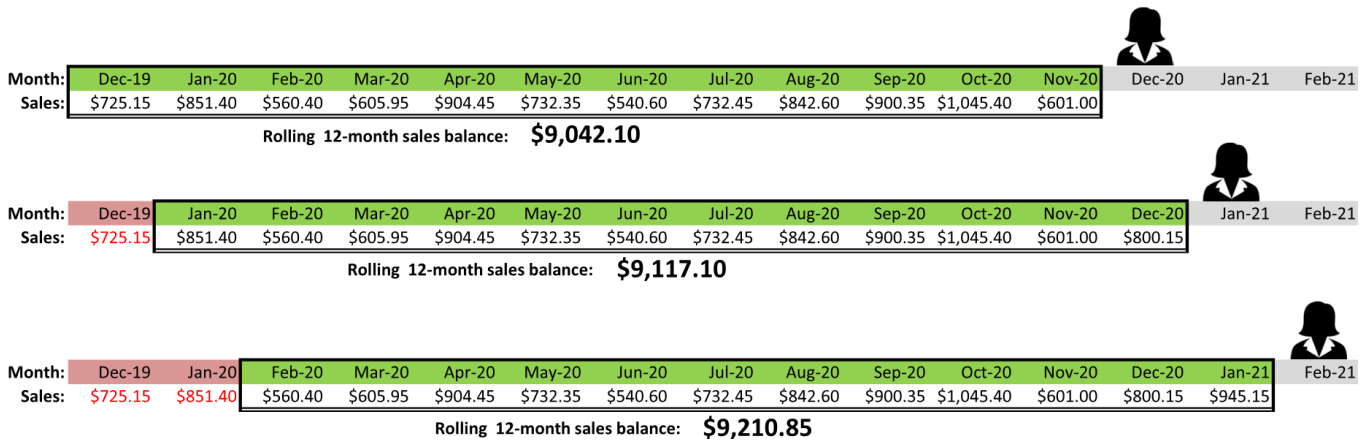 Month: Dec-19 Jan-20 Feb-20 Mar-20 Apr-20 May-20 Jun-20 Jul-20 Aug-20 Sep-20 Oct-20 Nov-20 Dec-20 Jan-21 Feb-21
Sales: $725.15 $851.40 $560.40 $605.95 $904.45 $732.35 $540.60 $732.45 $842.60 $900.35 $1,045.40 $601.00
Rolling 12-month sales balance: $9,042.10
Month: Dec-19 Jan-20 Feb-20 Mar-20 Apr-20 May-20 Jun-20 Jul-20 Aug-20 Sep-20 Oct-20 Nov-20 Dec-20 Jan-21 Feb-21
Sales: $725.15 $851.40 $560.40 $605.95 $904.45 $732.35 $540.60 $732.45 $842.60 $900.35 $1,045.40 $601.00 $800.15
Rolling 12-month sales balance: $9,117.10
Month: Dec-19 Jan-20 Feb-20 Mar-20 Apr-20 May-20 Jun-20 Jul-20 Aug-20 Sep-20 Oct-20 Nov-20 Dec-20 Jan-21 Feb-21
Sales: $725.15 $851.40 $560.40 $605.95 $904.45 $732.35 $540.60 $732.45 $842.60 $900.35 $1,045.40 $601.00 $800.15 $945.15
Rolling 12-month sales balance: $9,210.85